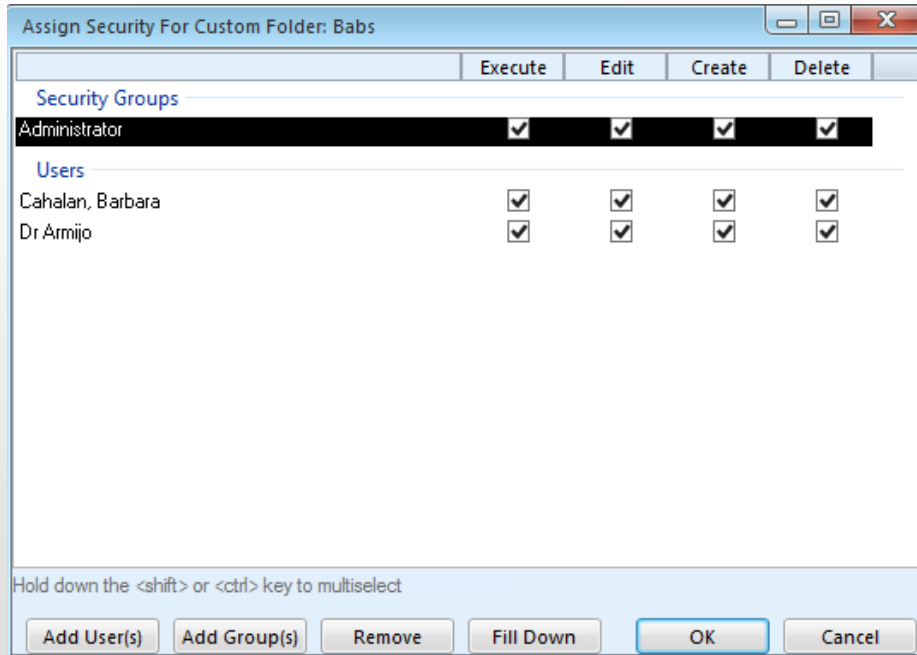 Assign Security For Custom Folder: Babs
Execute Edit Create Delete
Security Groups
Administrator
Users
Cahalan, Barbara
Dr Armijo
Hold down the <shift> or <ctrl> key to multiselect
Add User(s) Add Group(s) Remove Fill Down OK Cancel